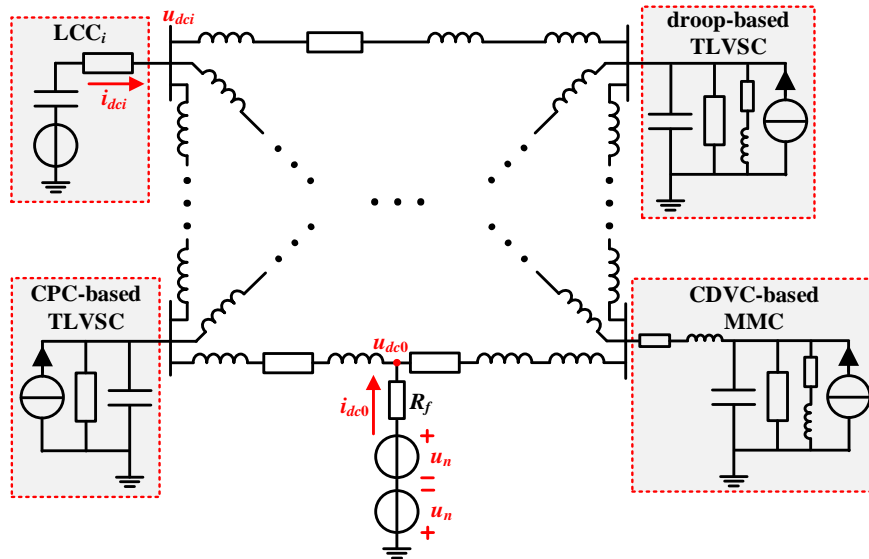 u_dci
LCC_i
i_dci
droop-based
TLVSC
CPC-based
TLVSC
CDVC-based
MMC
u_dc0
i_dc0
R_f
+
u_n
−
−
u_n
+